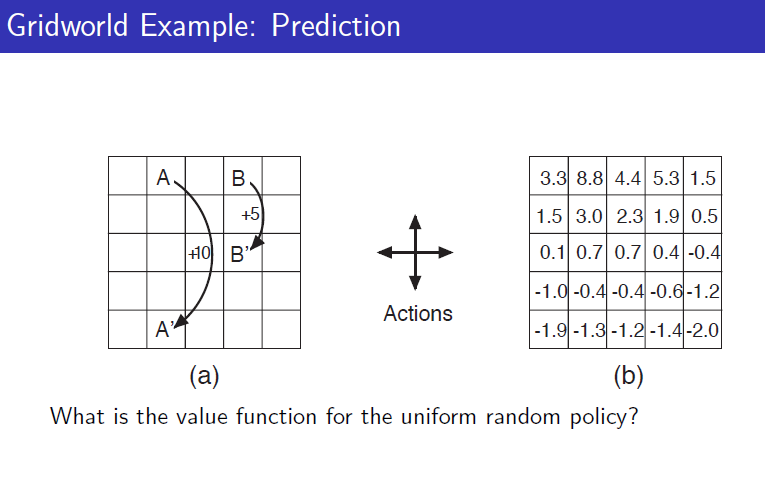 Gridworld Example: Prediction
A B
+5
+10 B'
A'
Actions
3.3 8.8 4.4 5.3 1.5
1.5 3.0 2.3 1.9 0.5
0.1 0.7 0.7 0.4 -0.4
-1.0 -0.4 -0.4 -0.6 -1.2
-1.9 -1.3 -1.2 -1.4 -2.0
(a) (b)
What is the value function for the uniform random policy?